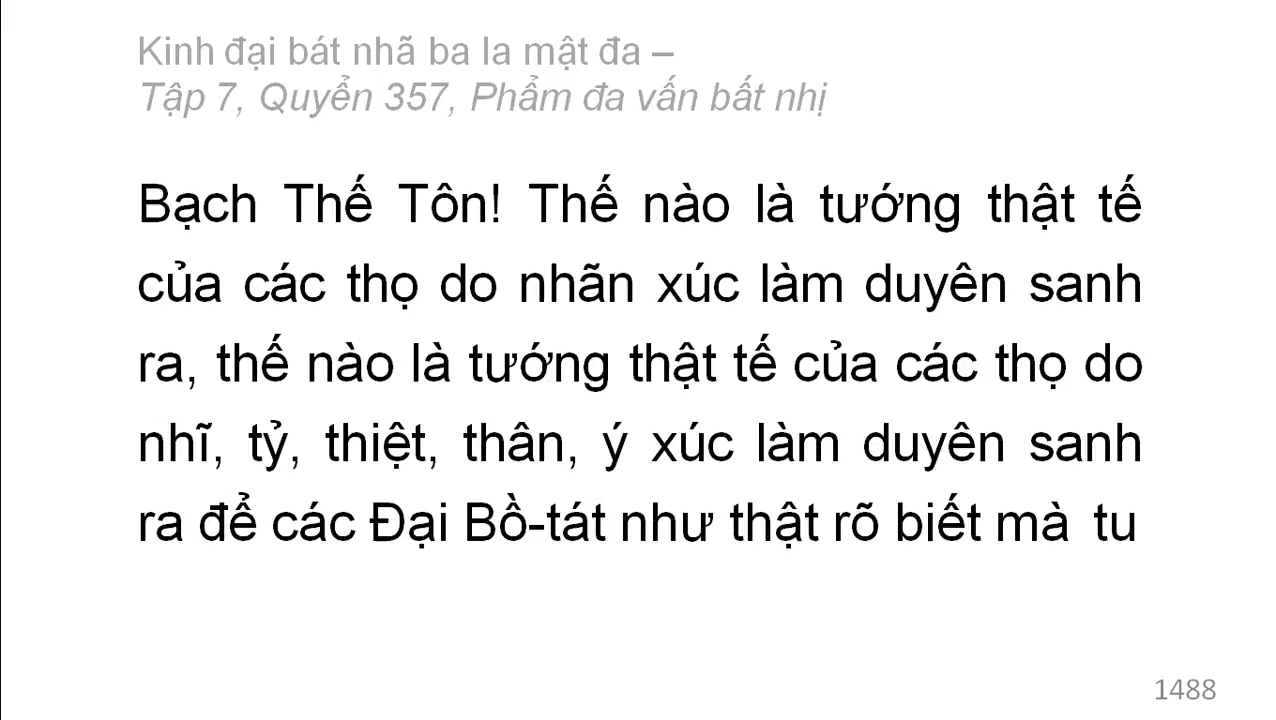 Kinh đại bát nhã ba la mật đa –
Tập 7, Quyển 357, Phẩm đa vấn bất nhị
Bạch Thế Tôn! Thế nào là tướng thật tế
của các thọ do nhãn xúc làm duyên sanh
ra, thế nào là tướng thật tế của các thọ do
nhĩ, tỷ, thiệt, thân, ý xúc làm duyên sanh
ra để các Đại Bồ-tát như thật rõ biết mà tu
1488